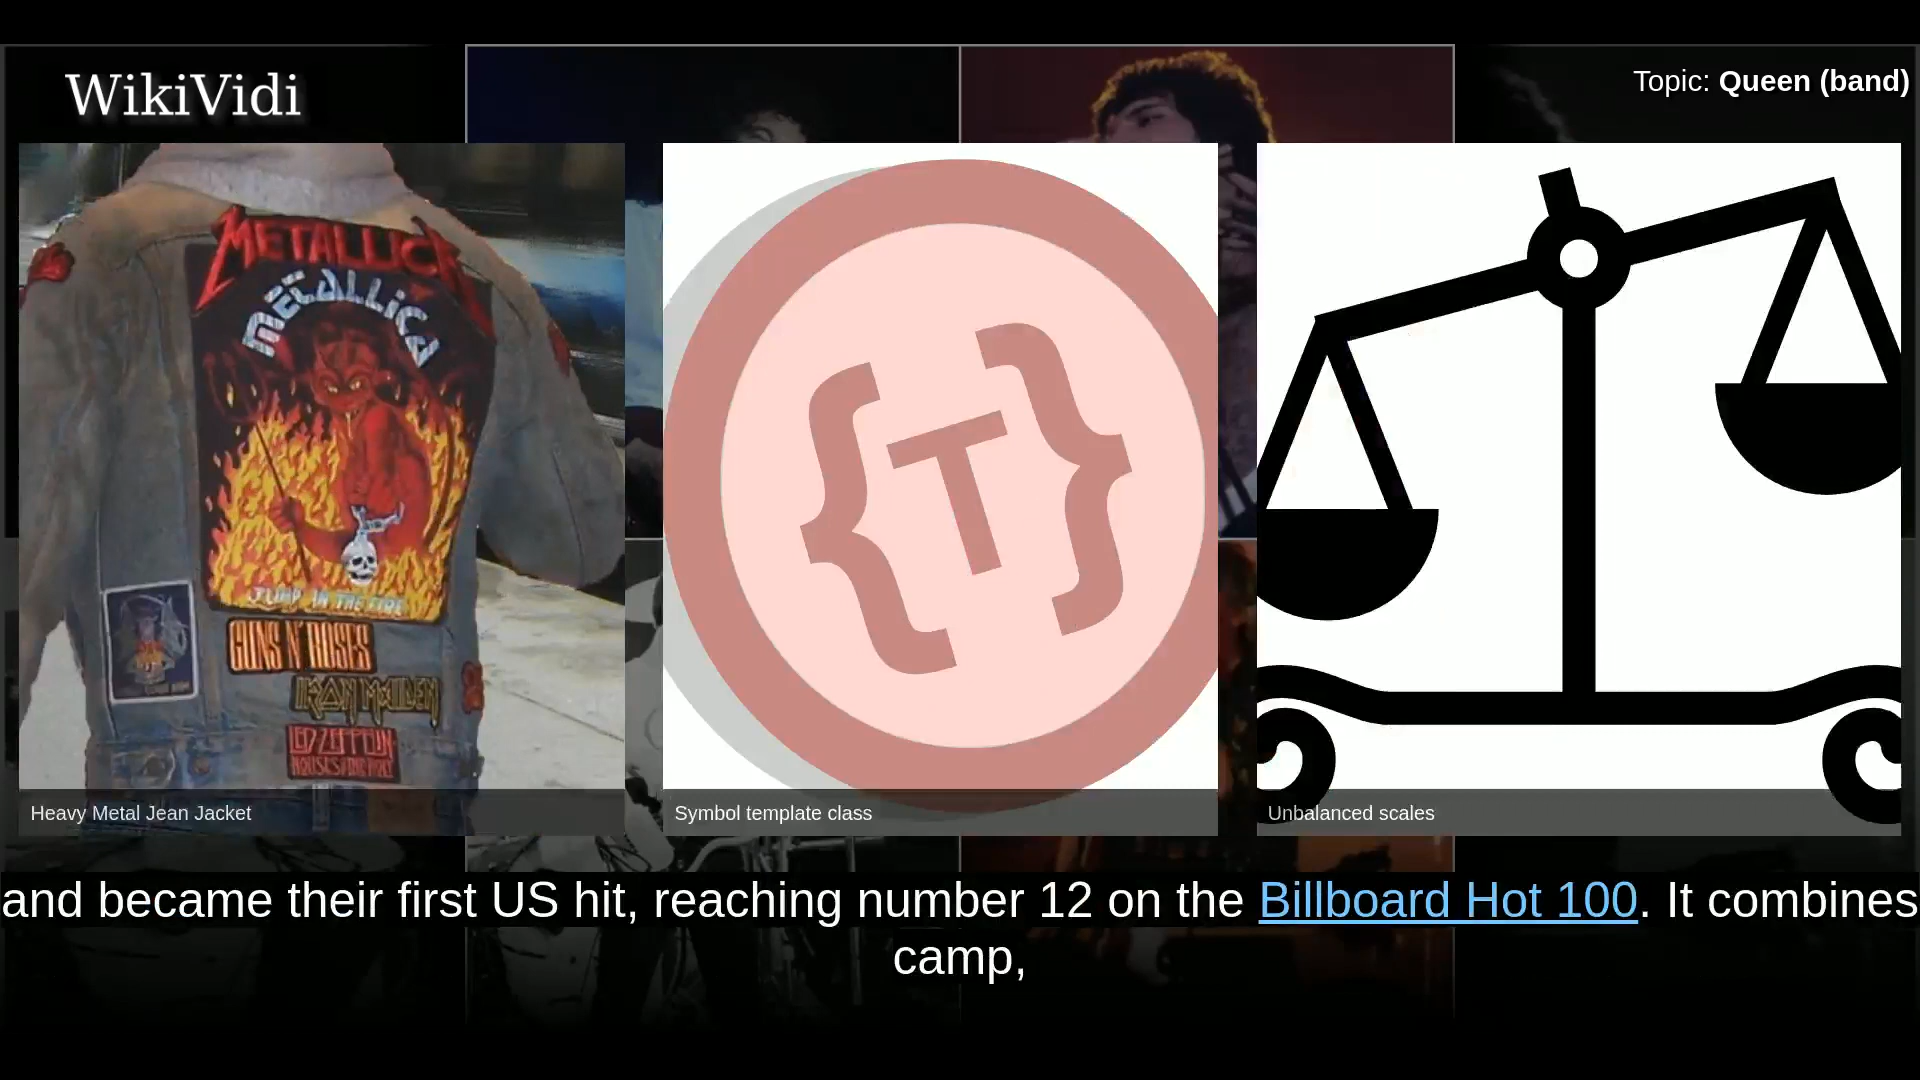 WikiVidi
Topic: Queen (band)
METALLICA
METALLICA
JUMP IN THE FIRE
GUNS N' ROSES
IRON MAIDEN
LED ZEPPELIN
HOUSES OF THE HOLY
{T}
Heavy Metal Jean Jacket
Symbol template class
Unbalanced scales
and became their first US hit, reaching number 12 on the Billboard Hot 100. It combines
camp,